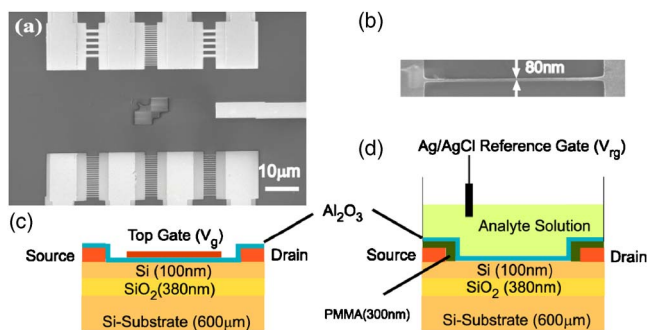 (a)
10μm
(b)
80nm
(c)
Top Gate (Vg)
Al2O3
Source
Drain
Si (100nm)
SiO2(380nm)
Si-Substrate (600μm)
(d)
Ag/AgCl Reference Gate (Vrg)
Analyte Solution
Source
Drain
Si (100nm)
SiO2(380nm)
PMMA(300nm)
Si-Substrate (600μm)